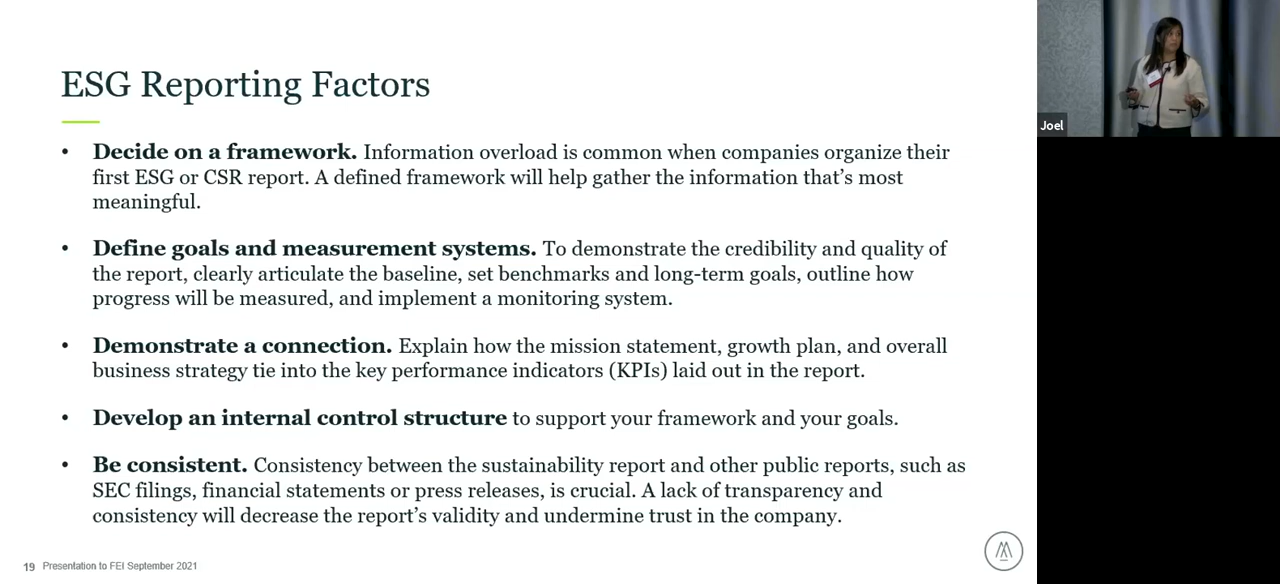 ESG Reporting Factors
• Decide on a framework. Information overload is common when companies organize their
first ESG or CSR report. A defined framework will help gather the information that’s most
meaningful.
• Define goals and measurement systems. To demonstrate the credibility and quality of
the report, clearly articulate the baseline, set benchmarks and long-term goals, outline how
progress will be measured, and implement a monitoring system.
• Demonstrate a connection. Explain how the mission statement, growth plan, and overall
business strategy tie into the key performance indicators (KPIs) laid out in the report.
• Develop an internal control structure to support your framework and your goals.
• Be consistent. Consistency between the sustainability report and other public reports, such as
SEC filings, financial statements or press releases, is crucial. A lack of transparency and
consistency will decrease the report’s validity and undermine trust in the company.
19 Presentation to FEI September 2021
Joel